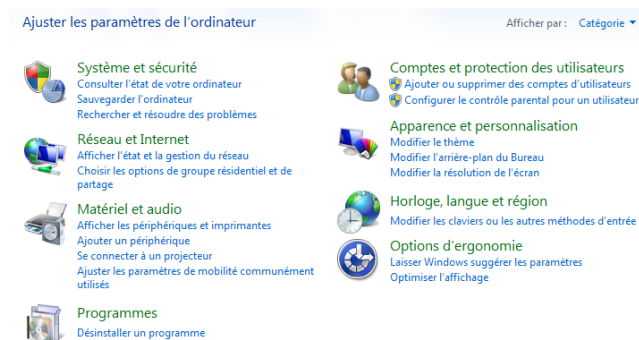 Ajuster les paramètres de l'ordinateur
Afficher par : Catégorie
Système et sécurité
Consulter l'état de votre ordinateur
Sauvegarder l'ordinateur
Rechercher et résoudre des problèmes
Réseau et Internet
Afficher l'état et la gestion du réseau
Choisir les options de groupe résidentiel et de
partage
Matériel et audio
Afficher les périphériques et imprimantes
Ajouter un périphérique
Se connecter à un projecteur
Ajuster les paramètres de mobilité communément
utilisés
Programmes
Désinstaller un programme
Comptes et protection des utilisateurs
Ajouter ou supprimer des comptes d'utilisateurs
Configurer le contrôle parental pour un utilisateur
Apparence et personnalisation
Modifier le thème
Modifier l'arrière-plan du Bureau
Modifier la résolution de l'écran
Horloge, langue et région
Modifier les claviers ou les autres méthodes d'entrée
Options d'ergonomie
Laisser Windows suggérer les paramètres
Optimiser l'affichage